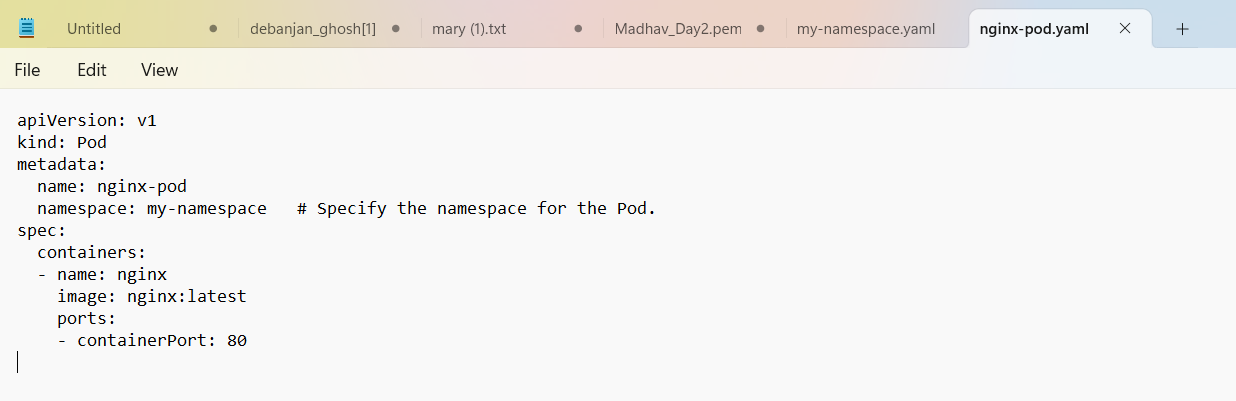 Untitled
debanjan_ghosh[1]
mary (1).txt
Madhav_Day2.pem
my-namespace.yaml
nginx-pod.yaml
File Edit View
apiVersion: v1
kind: Pod
metadata:
  name: nginx-pod
  namespace: my-namespace   # Specify the namespace for the Pod.
spec:
  containers:
  - name: nginx
    image: nginx:latest
    ports:
    - containerPort: 80